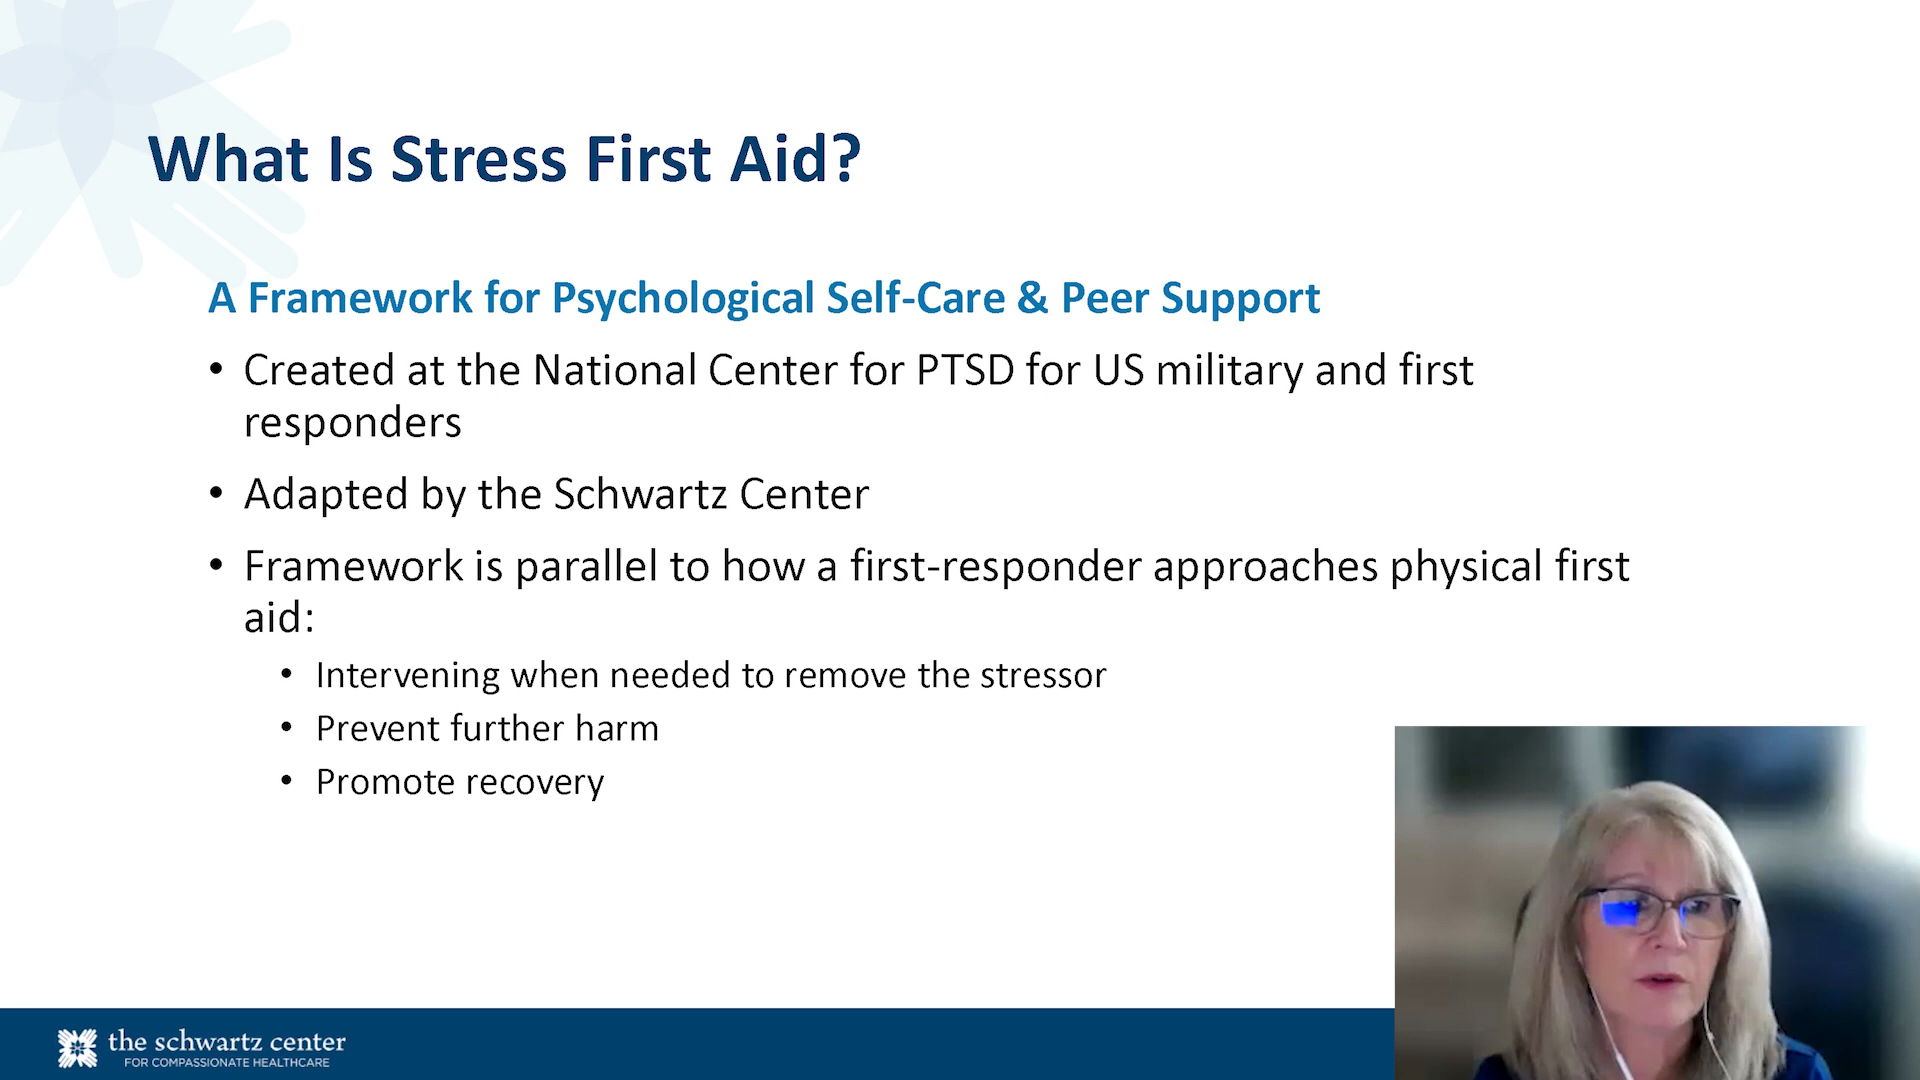 What Is Stress First Aid?
A Framework for Psychological Self-Care & Peer Support
• Created at the National Center for PTSD for US military and first
responders
• Adapted by the Schwartz Center
• Framework is parallel to how a first-responder approaches physical first
aid:
• Intervening when needed to remove the stressor
• Prevent further harm
• Promote recovery
the schwartz center
FOR COMPASSIONATE HEALTHCARE